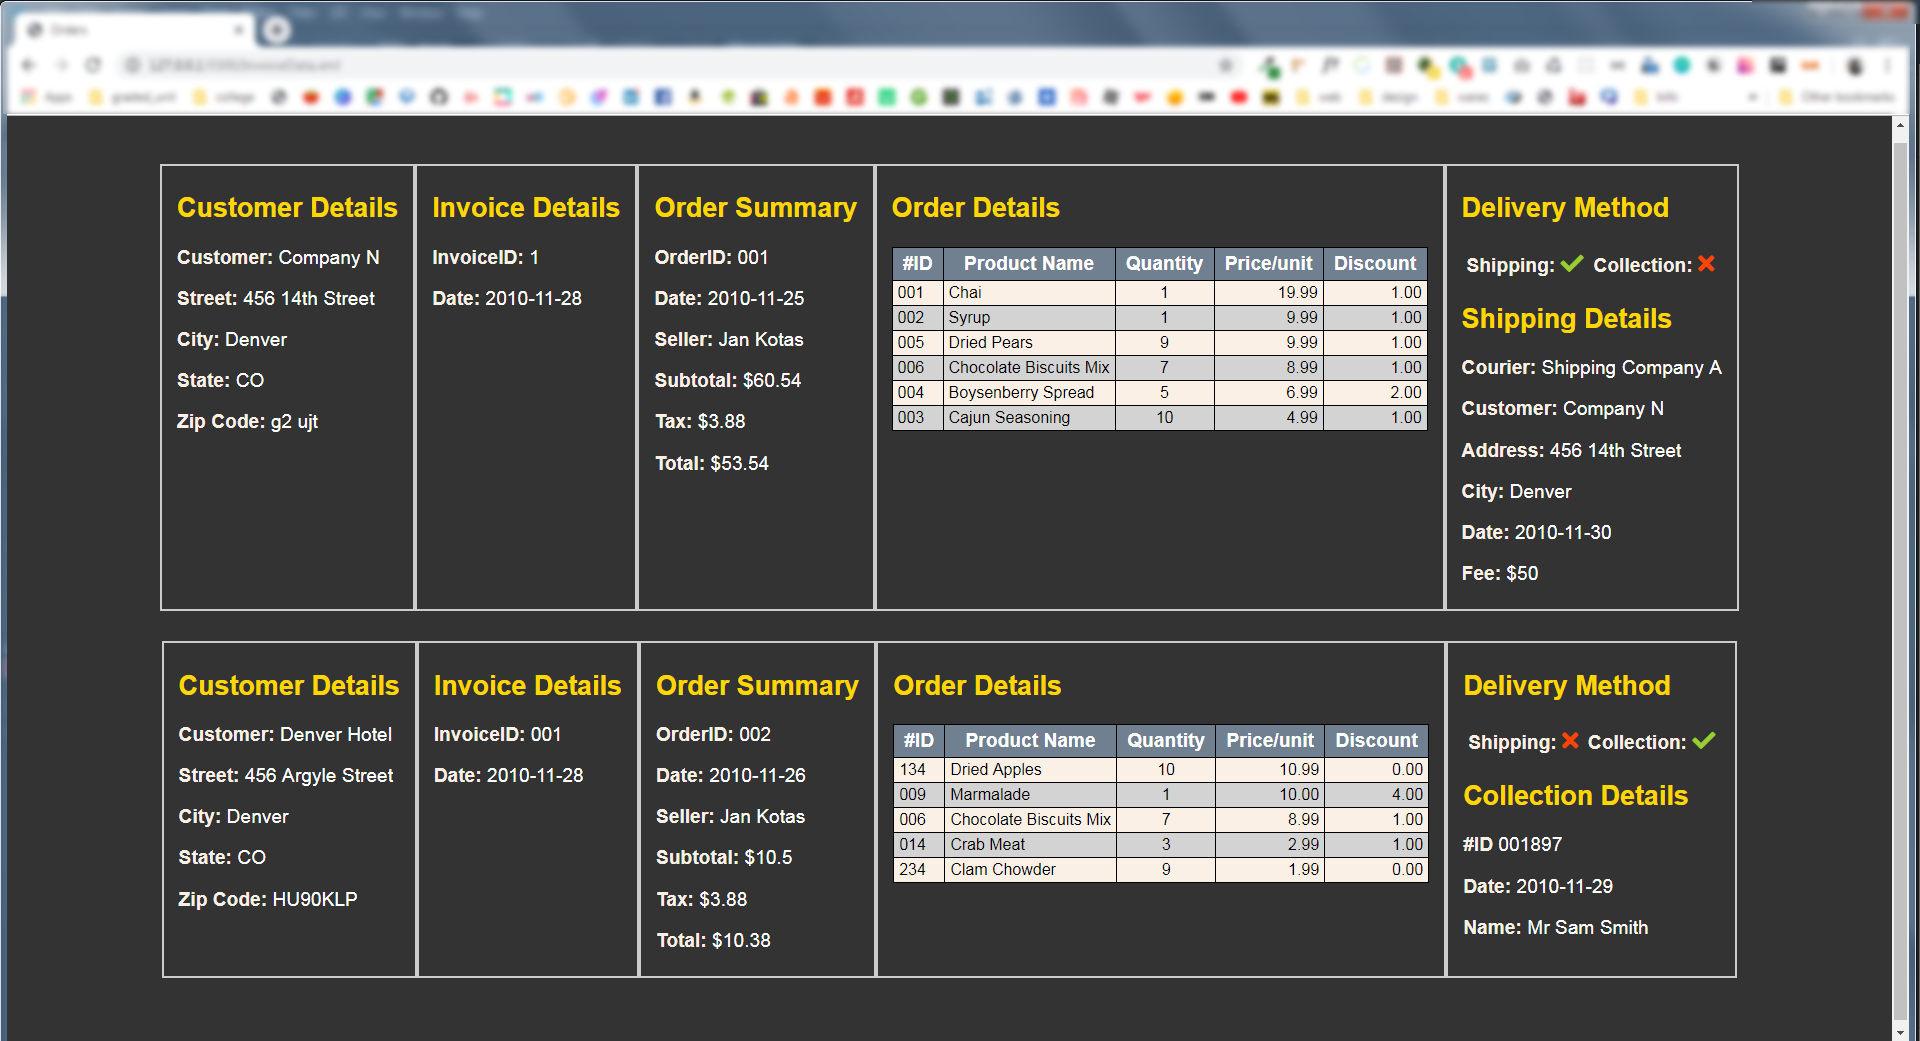 Orders
Apps
Other bookmarks
Customer Details
Customer: Company N
Street: 456 14th Street
City: Denver
State: CO
Zip Code: g2 ujt
Invoice Details
InvoiceID: 1
Date: 2010-11-28
Order Summary
OrderID: 001
Date: 2010-11-25
Seller: Jan Kotas
Subtotal: $60.54
Tax: $3.88
Total: $53.54
Order Details
#ID Product Name Quantity Price/unit Discount
001 Chai 1 19.99 1.00
002 Syrup 1 9.99 1.00
005 Dried Pears 9 9.99 1.00
006 Chocolate Biscuits Mix 7 8.99 1.00
004 Boysenberry Spread 5 6.99 2.00
003 Cajun Seasoning 10 4.99 1.00
Delivery Method
Shipping: Collection:
Shipping Details
Courier: Shipping Company A
Customer: Company N
Address: 456 14th Street
City: Denver
Date: 2010-11-30
Fee: $50
Customer Details
Customer: Denver Hotel
Street: 456 Argyle Street
City: Denver
State: CO
Zip Code: HU90KLP
Invoice Details
InvoiceID: 001
Date: 2010-11-28
Order Summary
OrderID: 002
Date: 2010-11-26
Seller: Jan Kotas
Subtotal: $10.5
Tax: $3.88
Total: $10.38
Order Details
#ID Product Name Quantity Price/unit Discount
134 Dried Apples 10 10.99 0.00
009 Marmalade 1 10.00 4.00
006 Chocolate Biscuits Mix 7 8.99 1.00
014 Crab Meat 3 2.99 1.00
234 Clam Chowder 9 1.99 0.00
Delivery Method
Shipping: Collection:
Collection Details
#ID 001897
Date: 2010-11-29
Name: Mr Sam Smith